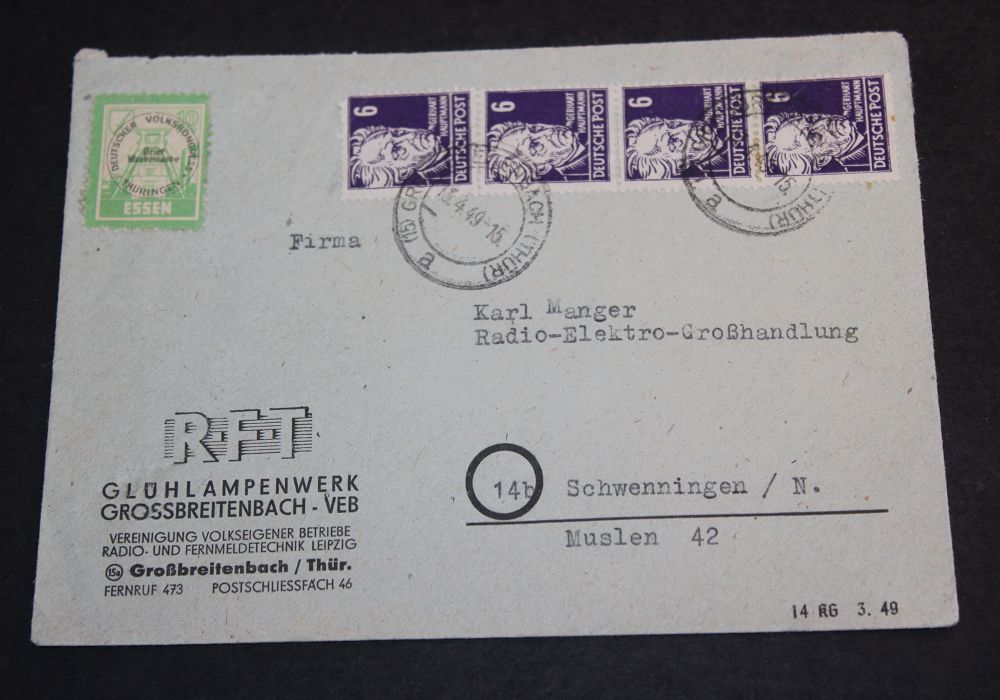 DEUTSCHER VOLKSKONGRESS
THÜRINGEN
ESSEN
6 GERHART HAUPTMANN DEUTSCHE POST
6 GERHART HAUPTMANN DEUTSCHE POST
6 GERHART HAUPTMANN DEUTSCHE POST
6 GERHART HAUPTMANN DEUTSCHE POST
4.49-15
(THÜR)
a
(THÜR)
a
Firma
Karl Manger
Radio-Elektro-Großhandlung
14b Schwenningen / N.
Muslen 42
R-F-T
GLÜHLAMPENWERK
GROSSBREITENBACH - VEB
VEREINIGUNG VOLKSEIGENER BETRIEBE
RADIO- UND FERNMELDETECHNIK LEIPZIG
15a Großbreitenbach / Thür.
FERNRUF 473 POSTSCHLIESSFACH 46
14 RG 3. 49